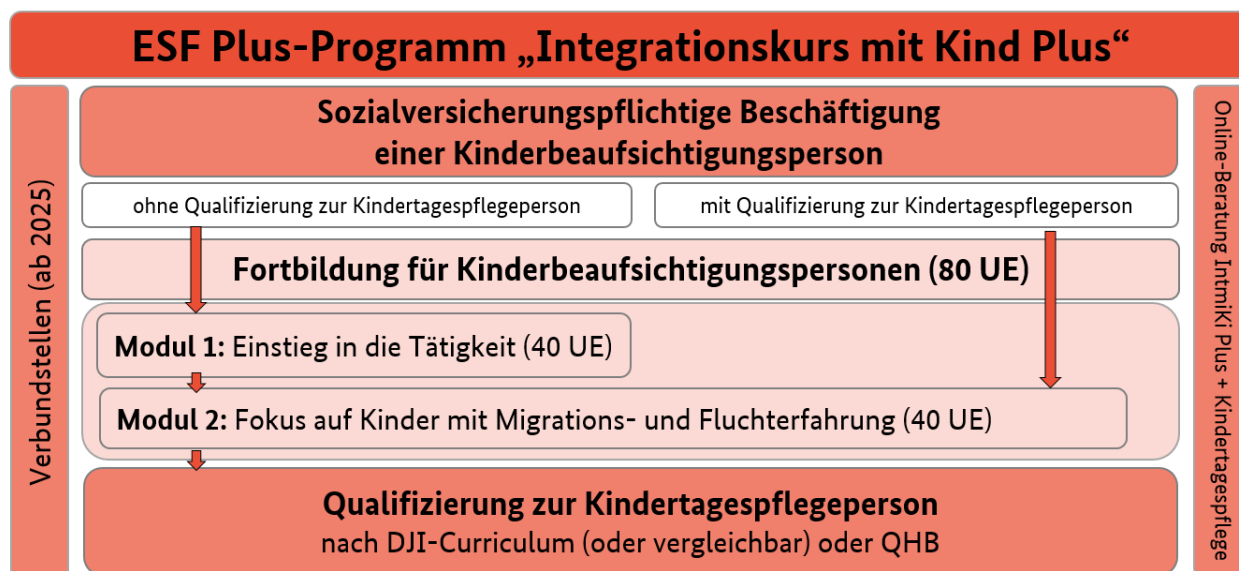 ESF Plus-Programm „Integrationskurs mit Kind Plus“
Verbundstellen (ab 2025)
Sozialversicherungspflichtige Beschäftigung
einer Kinderbeaufsichtigungsperson
ohne Qualifizierung zur Kindertagespflegeperson
mit Qualifizierung zur Kindertagespflegeperson
Fortbildung für Kinderbeaufsichtigungspersonen (80 UE)
Modul 1: Einstieg in die Tätigkeit (40 UE)
Modul 2: Fokus auf Kinder mit Migrations- und Fluchterfahrung (40 UE)
Qualifizierung zur Kindertagespflegeperson
nach DJI-Curriculum (oder vergleichbar) oder QHB
Online-Beratung IntmiKi Plus + Kindertagespflege